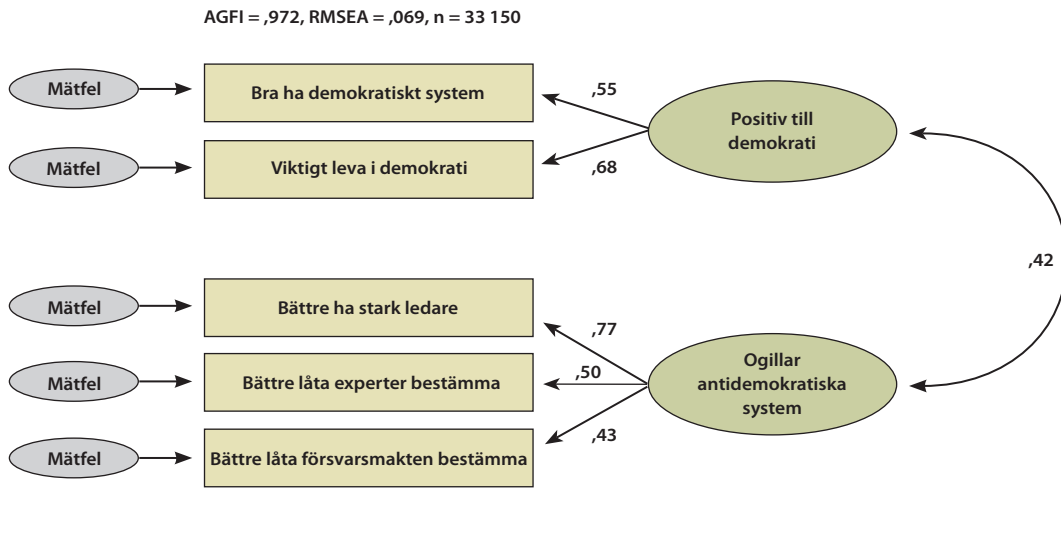 AGFI = ,972, RMSEA = ,069, n = 33 150
Mätfel
Bra ha demokratiskt system
,55
Positiv till
demokrati
Mätfel
Viktigt leva i demokrati
,68
,42
Mätfel
Bättre ha stark ledare
,77
Mätfel
Bättre låta experter bestämma
,50
Ogillar
antidemokratiska
system
Mätfel
Bättre låta försvarsmakten bestämma
,43